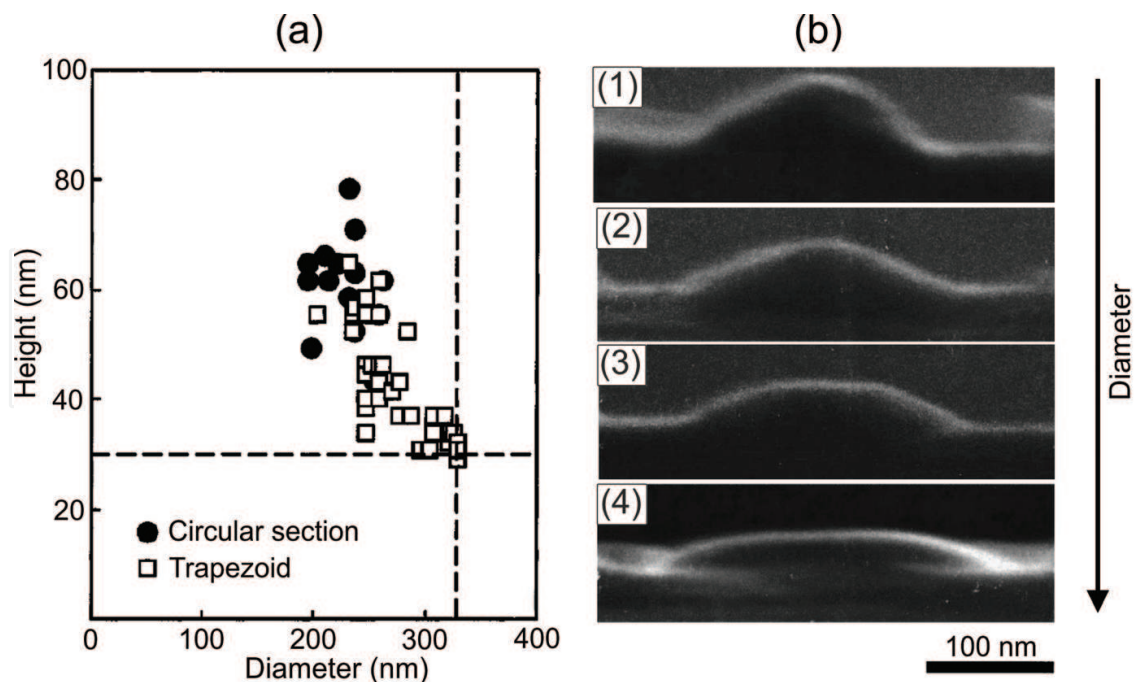 (a)
(b)
100
80
60
40
20
0
100
200
300
400
Height (nm)
Diameter (nm)
Circular section
Trapezoid
(1)
(2)
(3)
(4)
Diameter
100 nm